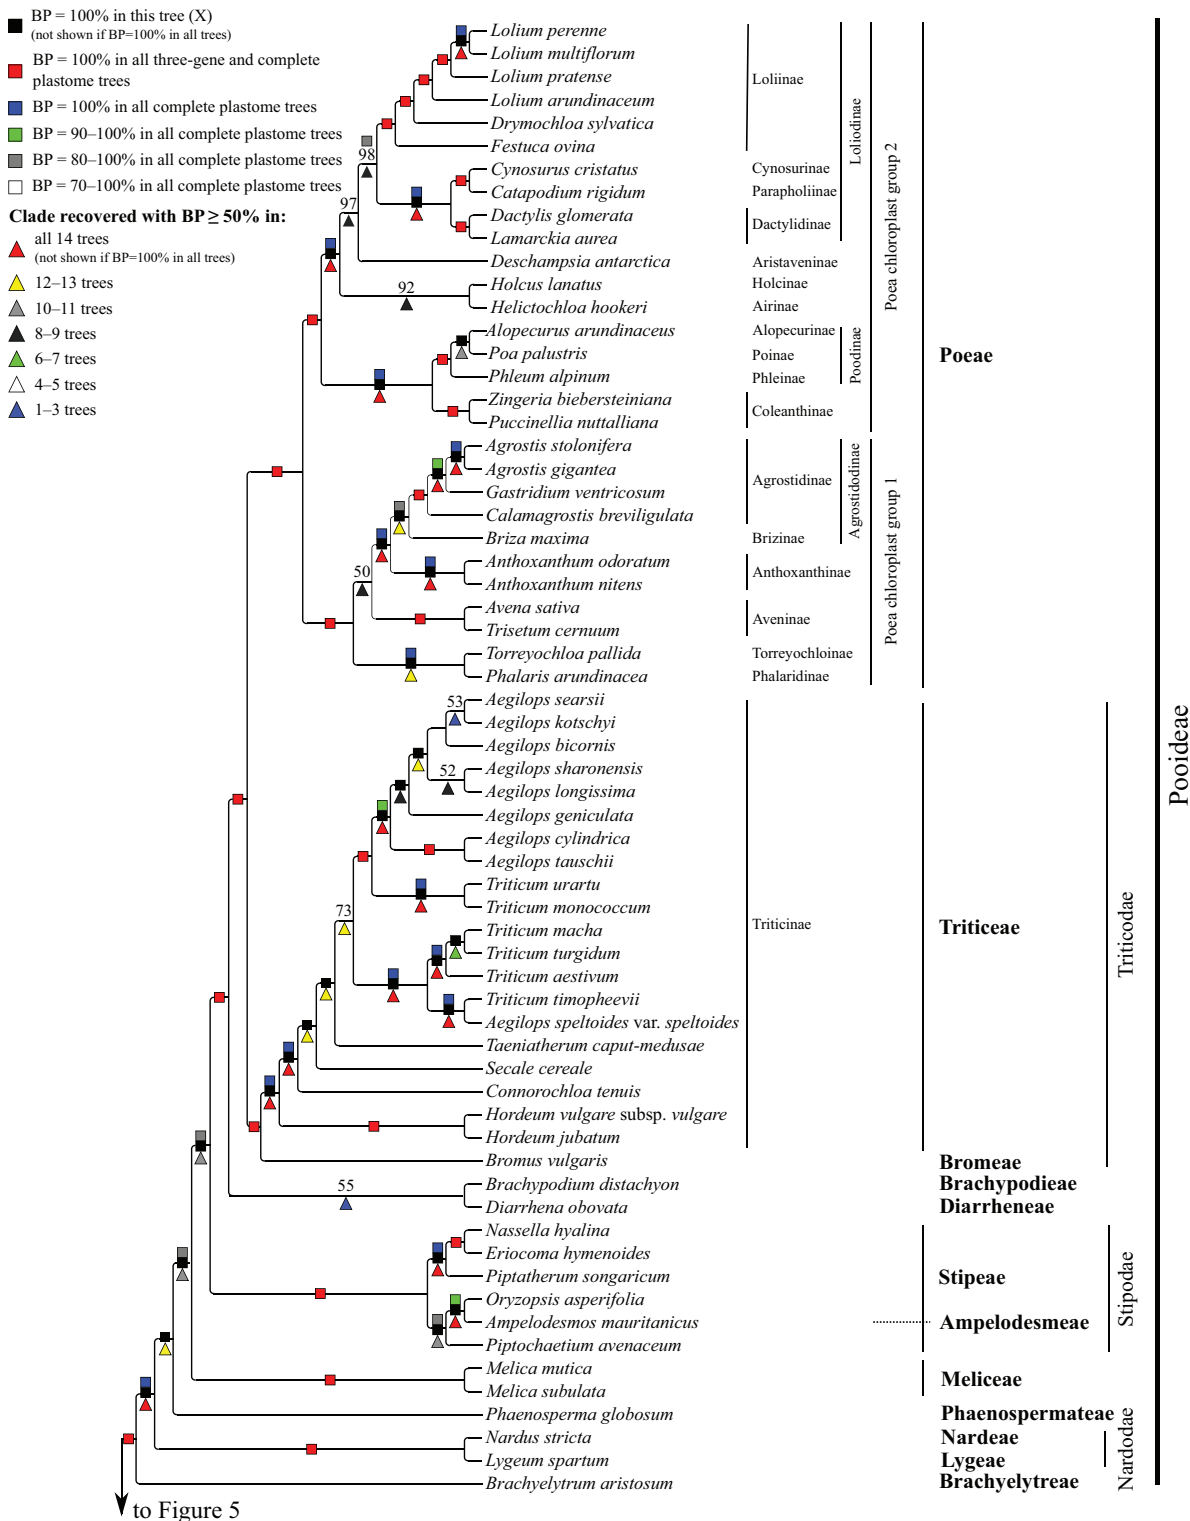 BP = 100% in this tree (X)
(not shown if BP=100% in all trees)
BP = 100% in all three-gene and complete
plastome trees
BP = 100% in all complete plastome trees
BP = 90–100% in all complete plastome trees
BP = 80–100% in all complete plastome trees
BP = 70–100% in all complete plastome trees
Clade recovered with BP ≥ 50% in:
all 14 trees
(not shown if BP=100% in all trees)
12–13 trees
10–11 trees
8–9 trees
6–7 trees
4–5 trees
1–3 trees
98
97
92
50
53
52
73
55
Lolium perenne
Lolium multiflorum
Lolium pratense
Lolium arundinaceum
Drymochloa sylvatica
Festuca ovina
Cynosurus cristatus
Catapodium rigidum
Dactylis glomerata
Lamarckia aurea
Deschampsia antarctica
Holcus lanatus
Helictochloa hookeri
Alopecurus arundinaceus
Poa palustris
Phleum alpinum
Zingeria biebersteiniana
Puccinellia nuttalliana
Agrostis stolonifera
Agrostis gigantea
Gastridium ventricosum
Calamagrostis breviligulata
Briza maxima
Anthoxanthum odoratum
Anthoxanthum nitens
Avena sativa
Trisetum cernuum
Torreyochloa pallida
Phalaris arundinacea
Aegilops searsii
Aegilops kotschyi
Aegilops bicornis
Aegilops sharonensis
Aegilops longissima
Aegilops geniculata
Aegilops cylindrica
Aegilops tauschii
Triticum urartu
Triticum monococcum
Triticum macha
Triticum turgidum
Triticum aestivum
Triticum timopheevii
Aegilops speltoides var. speltoides
Taeniatherum caput-medusae
Secale cereale
Connorochloa tenuis
Hordeum vulgare subsp. vulgare
Hordeum jubatum
Bromus vulgaris
Brachypodium distachyon
Diarrhena obovata
Nassella hyalina
Eriocoma hymenoides
Piptatherum songaricum
Oryzopsis asperifolia
Ampelodesmos mauritanicus
Piptochaetium avenaceum
Melica mutica
Melica subulata
Phaenosperma globosum
Nardus stricta
Lygeum spartum
Brachyelytrum aristosum
to Figure 5
Loliinae
Cynosurinae
Parapholiinae
Dactylidinae
Aristaveninae
Holcinae
Airinae
Alopecurinae
Poinae
Phleinae
Coleanthinae
Agrostidinae
Brizinae
Anthoxanthinae
Aveninae
Torreyochloinae
Phalaridinae
Triticinae
Loliodinae
Poodinae
Agrostidodinae
Poea chloroplast group 2
Poea chloroplast group 1
Poeae
Triticeae
Bromeae
Brachypodieae
Diarrheneae
Stipeae
Ampelodesmeae
Meliceae
Phaenospermateae
Nardeae
Lygeae
Brachyelytreae
Triticodae
Stipodae
Nardodae
Pooideae